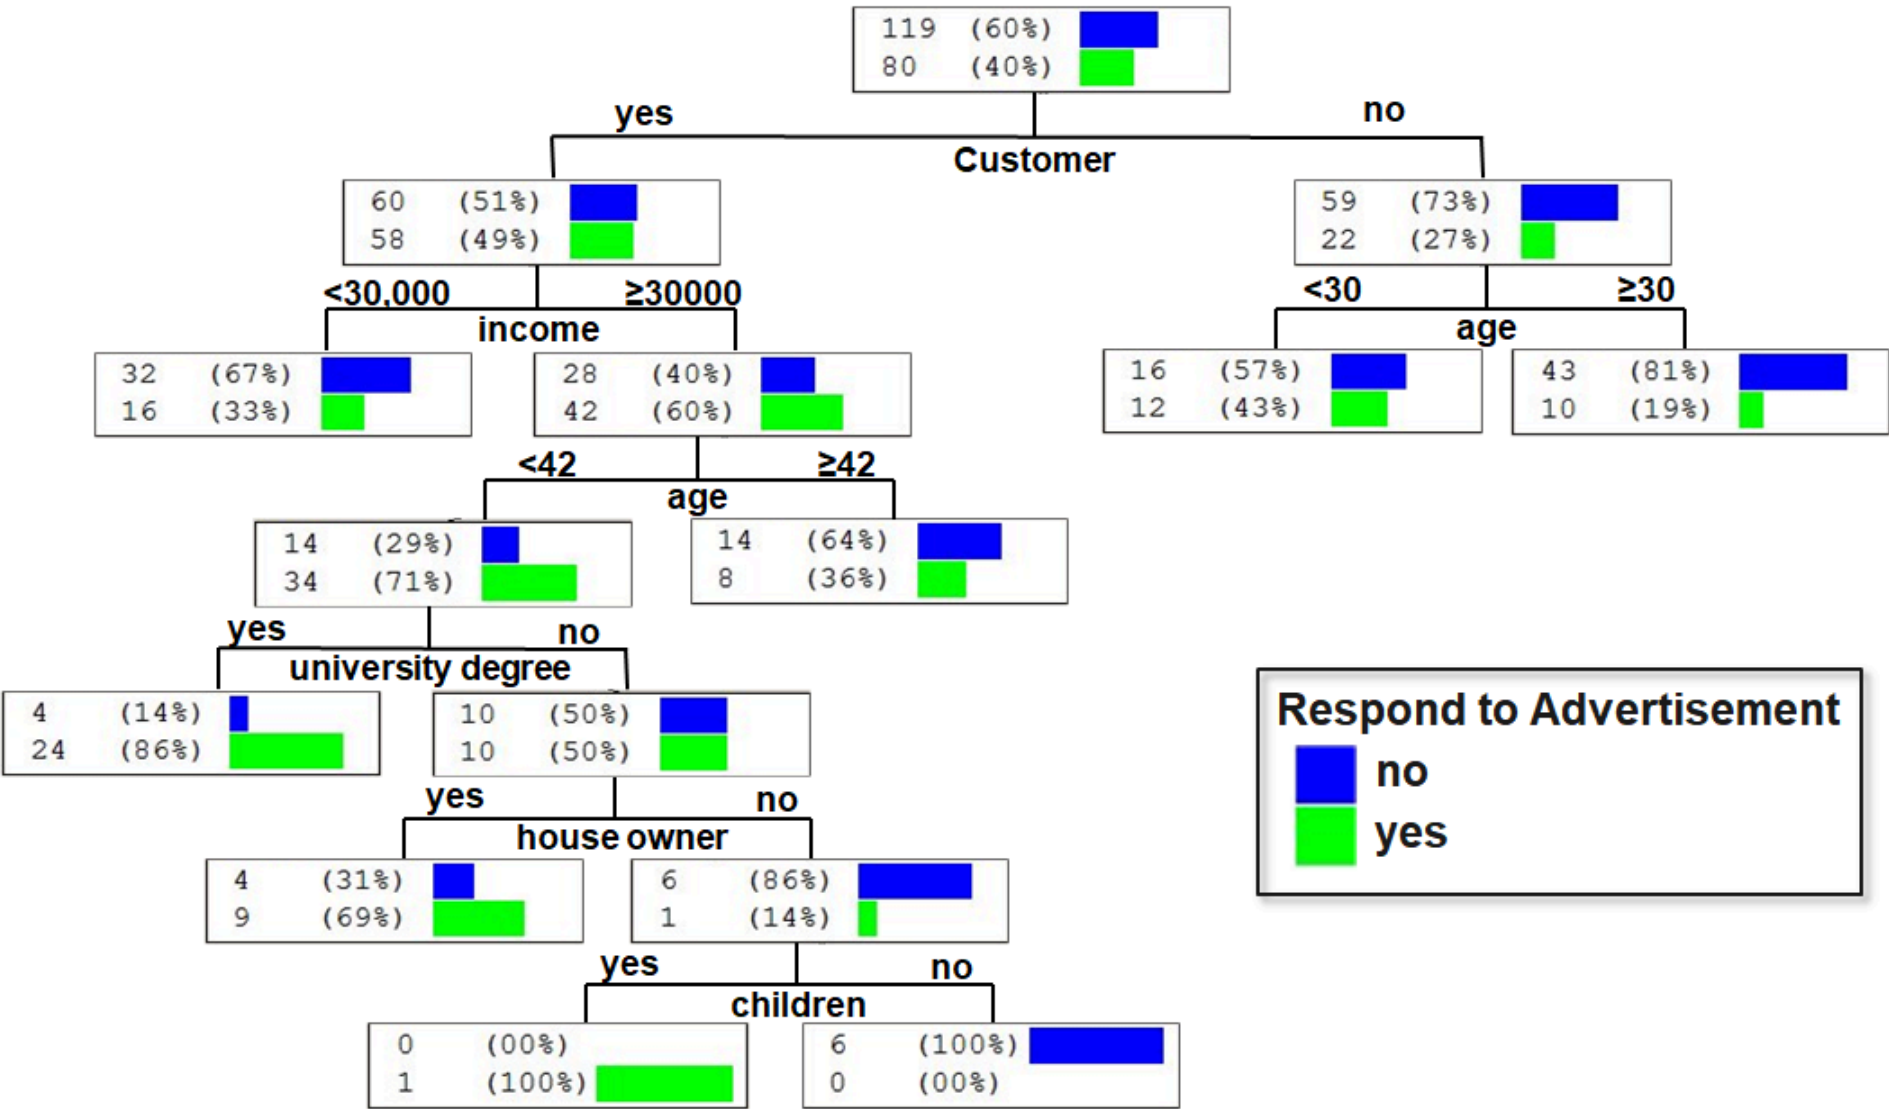 119 (60%)
80 (40%)
yes no
Customer
60 (51%)
58 (49%)
59 (73%)
22 (27%)
<30,000 ≥30000
income
<30 ≥30
age
32 (67%)
16 (33%)
28 (40%)
42 (60%)
16 (57%)
12 (43%)
43 (81%)
10 (19%)
<42 ≥42
age
14 (29%)
34 (71%)
14 (64%)
8 (36%)
yes no
university degree
4 (14%)
24 (86%)
10 (50%)
10 (50%)
yes no
house owner
4 (31%)
9 (69%)
6 (86%)
1 (14%)
yes no
children
0 (00%)
1 (100%)
6 (100%)
0 (00%)
Respond to Advertisement
no
yes